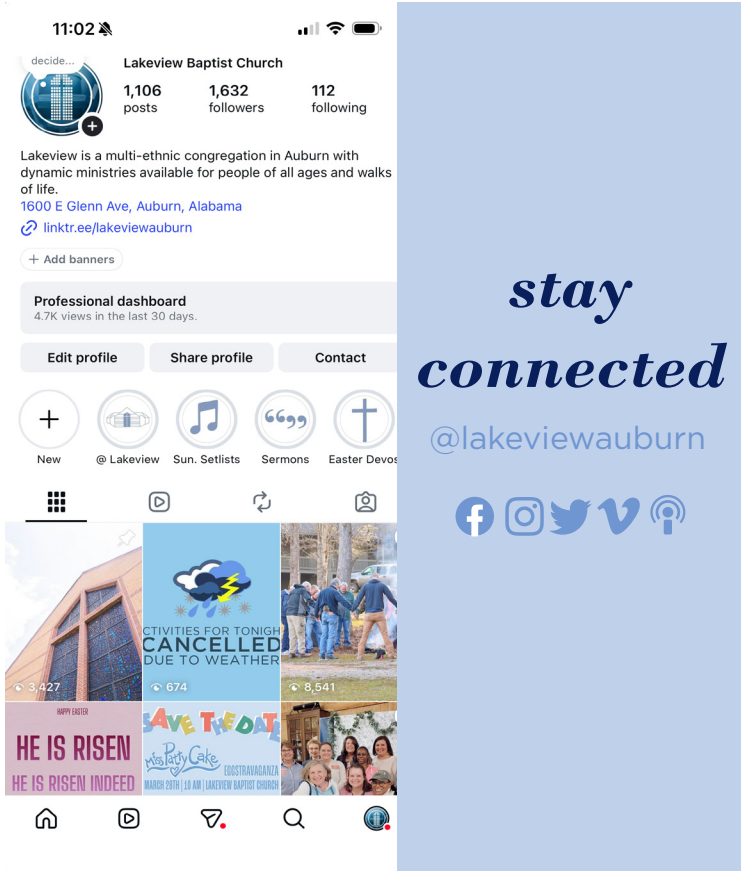 11:02
decide...
Lakeview Baptist Church
1,106
1,632
112
posts
followers
following
Lakeview is a multi-ethnic congregation in Auburn with
dynamic ministries available for people of all ages and walks
of life.
1600 E Glenn Ave, Auburn, Alabama
linktr.ee/lakeviewauburn
+ Add banners
Professional dashboard
4.7K views in the last 30 days.
Edit profile
Share profile
Contact
New
@ Lakeview
Sun. Setlists
Sermons
Easter Devos
CTIVITIES FOR TONIGH
CANCELLED
DUE TO WEATHER
3,427
674
8,541
HAPPY EASTER
HE IS RISEN
HE IS RISEN INDEED
SAVE THE DAT
Miss Patty Cake
EGGSTRAVAGANZA
MARCH 28TH | 10 AM | LAKEVIEW BAPTIST CHURCH
stay
connected
@lakeviewauburn